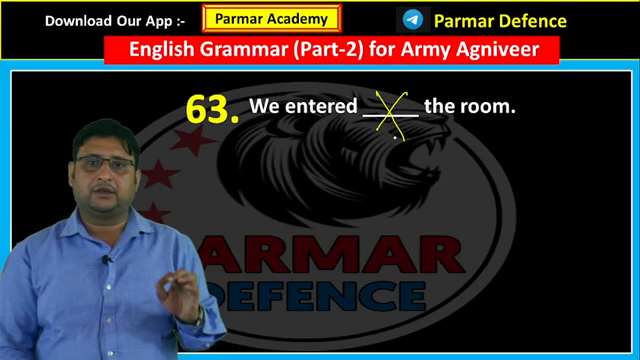 Download Our App :- Parmar Academy Parmar Defence
English Grammar (Part-2) for Army Agniveer
63. We entered ______ the room.
PARMAR
DEFENCE